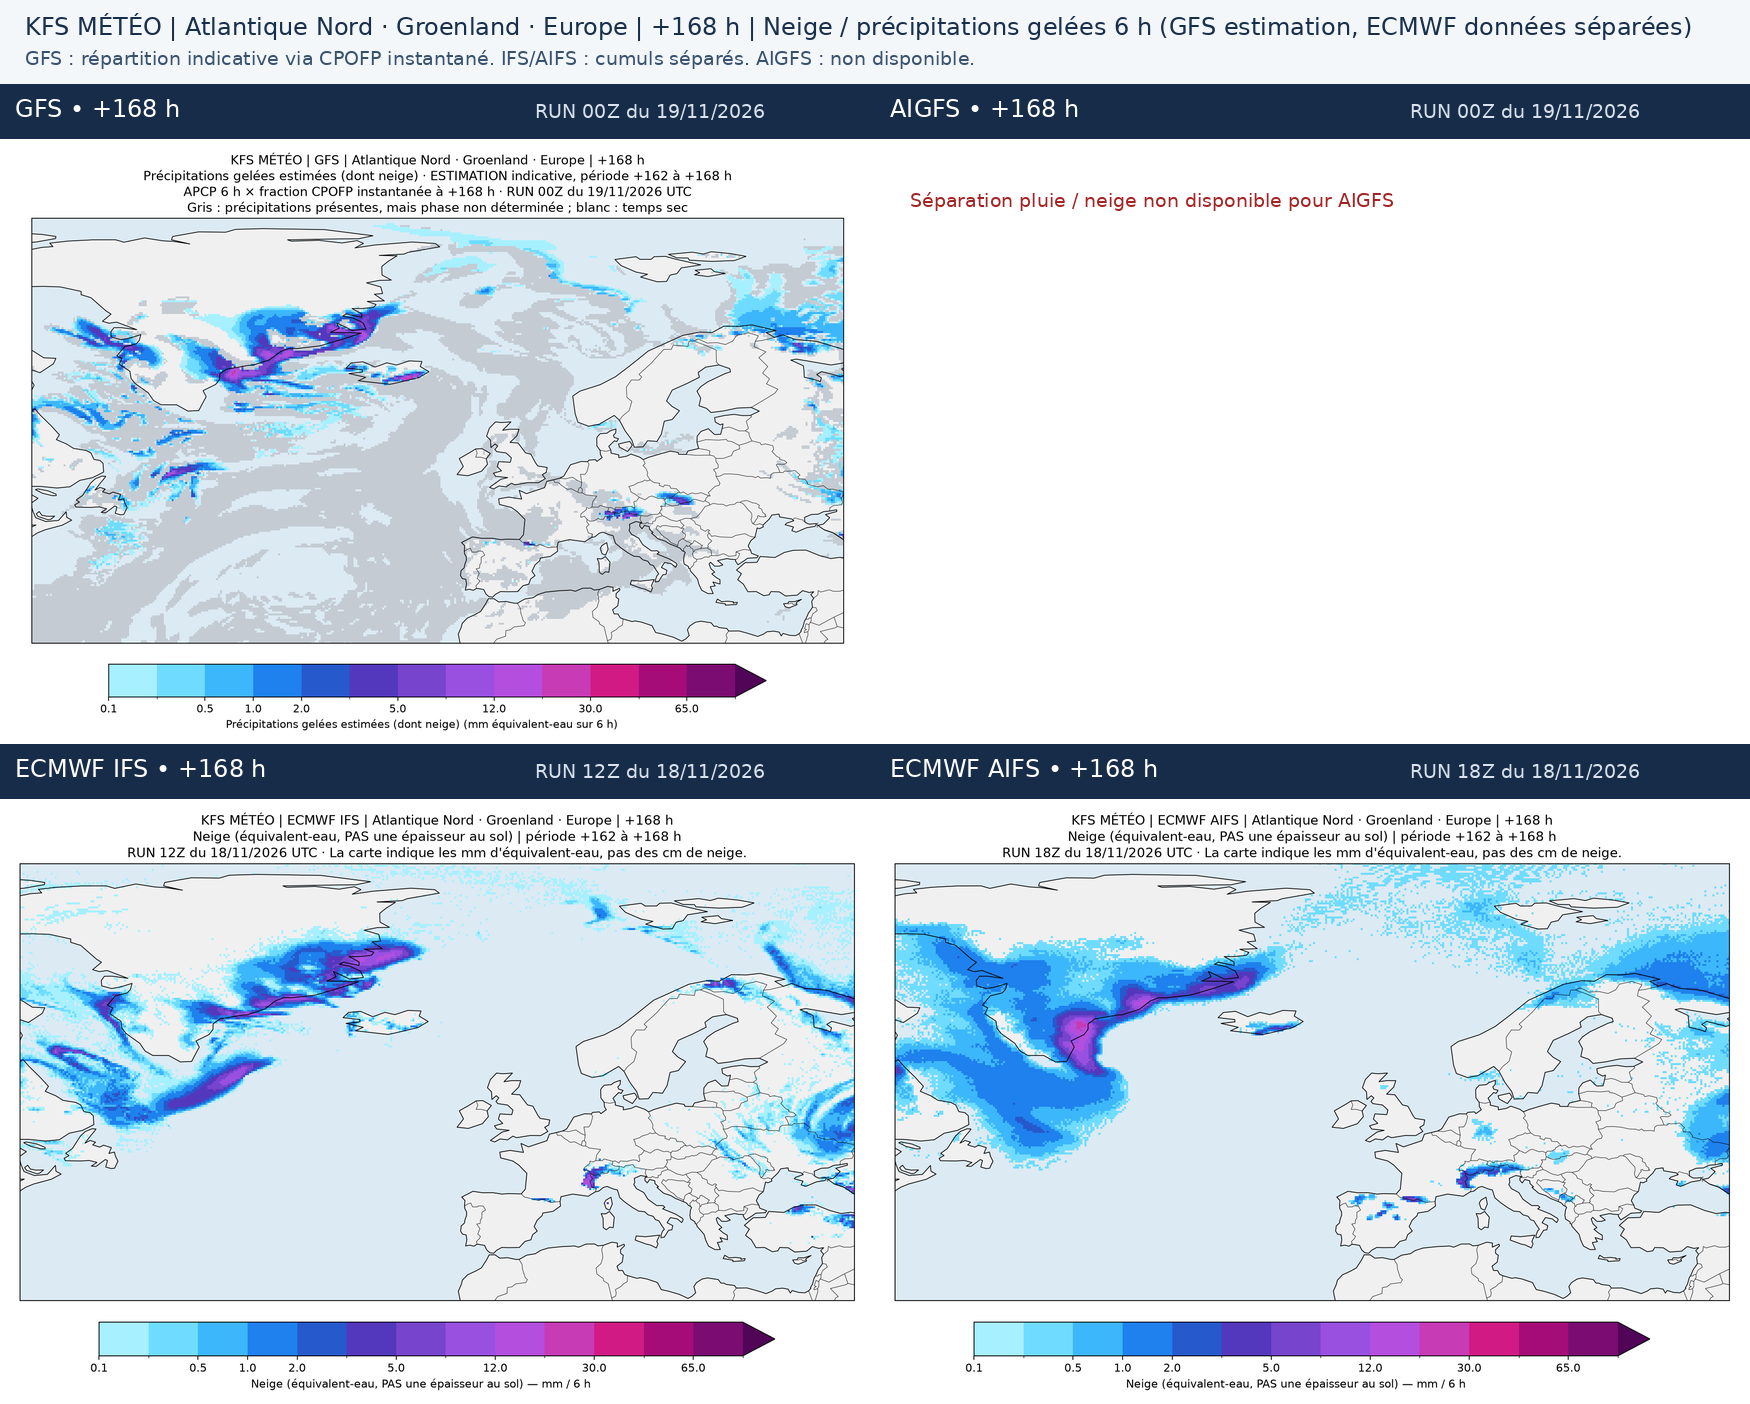 KFS MÉTÉO | Atlantique Nord · Groenland · Europe | +168 h | Neige / précipitations gelées 6 h (GFS estimation, ECMWF données séparées)
GFS : répartition indicative via CPOFP instantané. IFS/AIFS : cumuls séparés. AIGFS : non disponible.
GFS • +168 h
RUN 00Z du 19/11/2026
AIGFS • +168 h
RUN 00Z du 19/11/2026
KFS MÉTÉO | GFS | Atlantique Nord · Groenland · Europe | +168 h
Précipitations gelées estimées (dont neige) · ESTIMATION indicative, période +162 à +168 h
APCP 6 h × fraction CPOFP instantanée à +168 h · RUN 00Z du 19/11/2026 UTC
Gris : précipitations présentes, mais phase non déterminée ; blanc : temps sec
Séparation pluie / neige non disponible pour AIGFS
0.1 0.5 1.0 2.0 5.0 12.0 30.0 65.0
Précipitations gelées estimées (dont neige) (mm équivalent-eau sur 6 h)
ECMWF IFS • +168 h
RUN 12Z du 18/11/2026
ECMWF AIFS • +168 h
RUN 18Z du 18/11/2026
KFS MÉTÉO | ECMWF IFS | Atlantique Nord · Groenland · Europe | +168 h
Neige (équivalent-eau, PAS une épaisseur au sol) | période +162 à +168 h
RUN 12Z du 18/11/2026 UTC · La carte indique les mm d'équivalent-eau, pas des cm de neige.
KFS MÉTÉO | ECMWF AIFS | Atlantique Nord · Groenland · Europe | +168 h
Neige (équivalent-eau, PAS une épaisseur au sol) | période +162 à +168 h
RUN 18Z du 18/11/2026 UTC · La carte indique les mm d'équivalent-eau, pas des cm de neige.
0.1 0.5 1.0 2.0 5.0 12.0 30.0 65.0
Neige (équivalent-eau, PAS une épaisseur au sol) — mm / 6 h
0.1 0.5 1.0 2.0 5.0 12.0 30.0 65.0
Neige (équivalent-eau, PAS une épaisseur au sol) — mm / 6 h